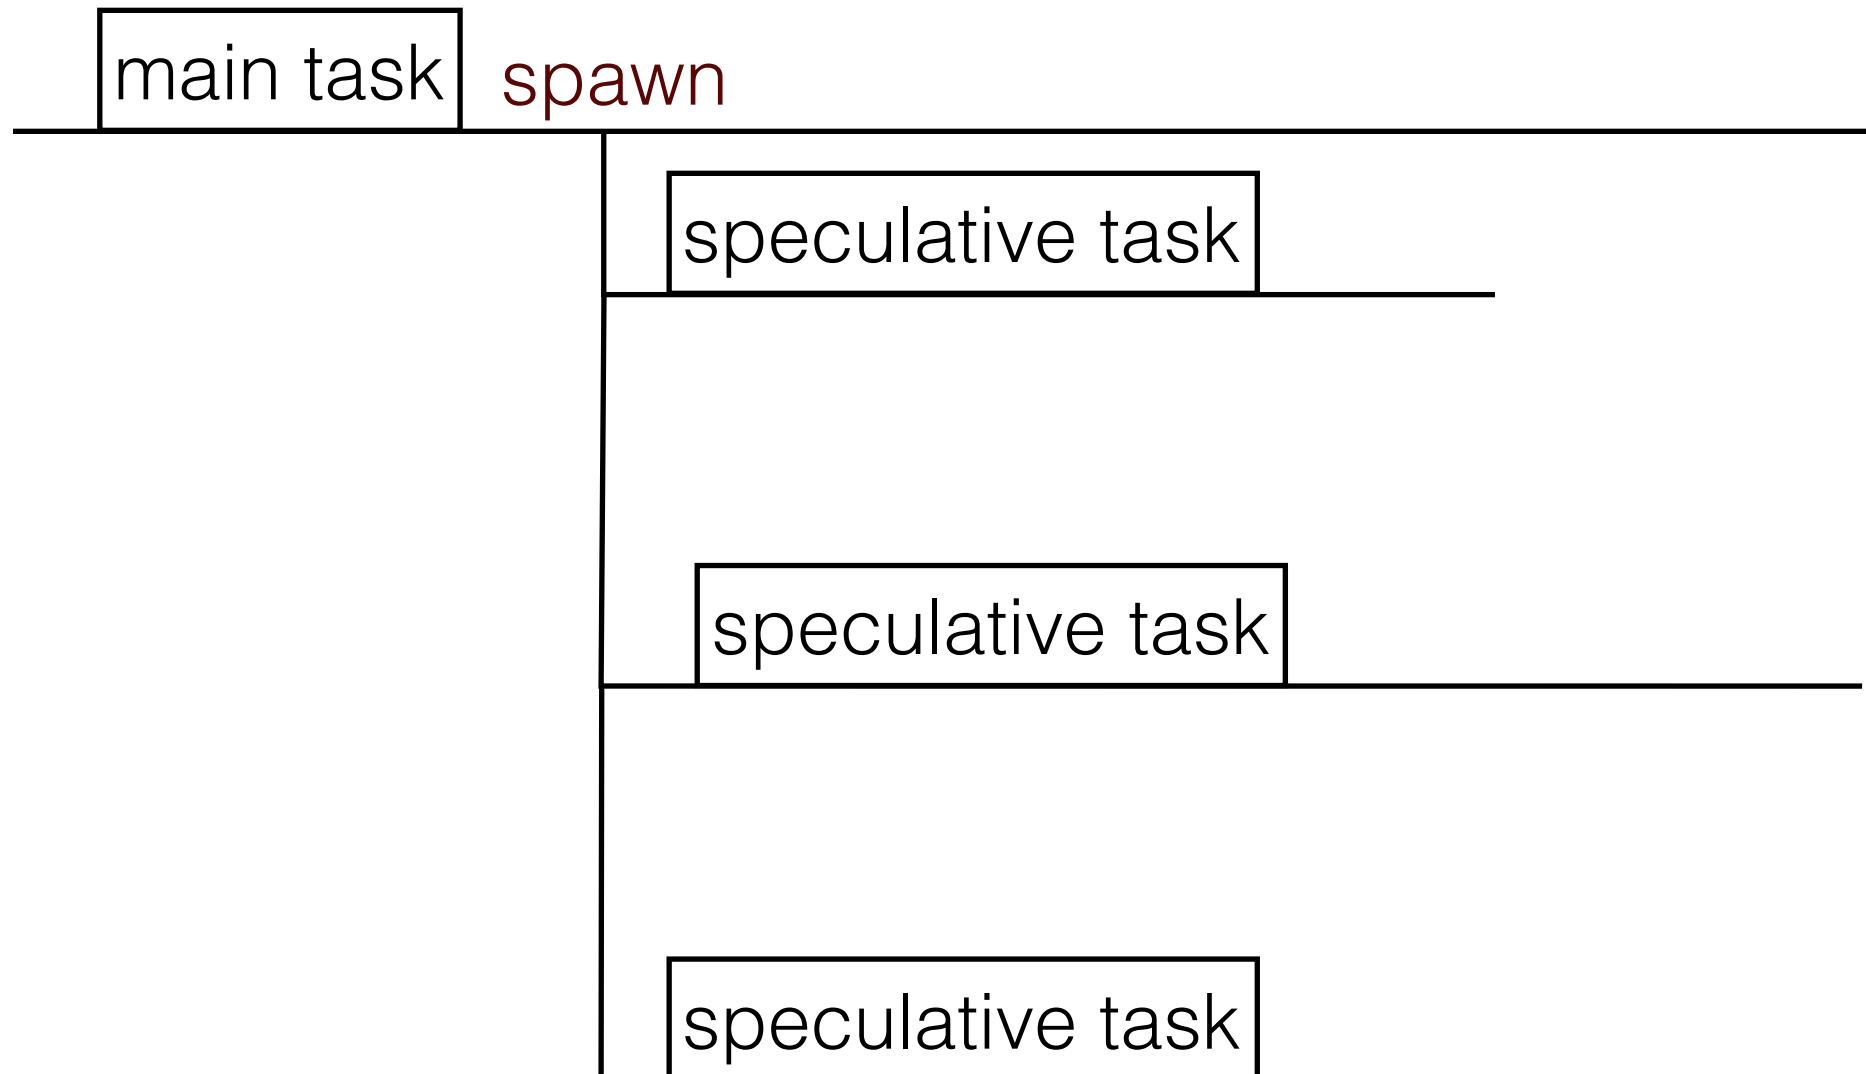 main task
spawn
speculative task
speculative task
speculative task